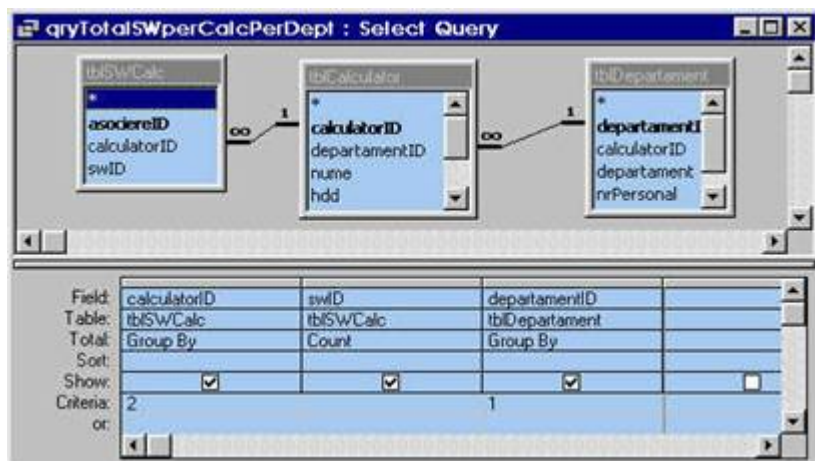 qryTotalSWperCalcPerDept : Select Query
tblSWCalc
*
asociereID
calculatorID
swID
∞ 1
tblCalculator
*
calculatorID
departamentID
nume
hdd
∞ 1
tblDepartament
*
departamentI
calculatorID
departament
nrPersonal
Field: calculatorID swID departamentID
Table: tblSWCalc tblSWCalc tblDepartament
Total: Group By Count Group By
Sort:
Show:
Criteria: 2 1
or: